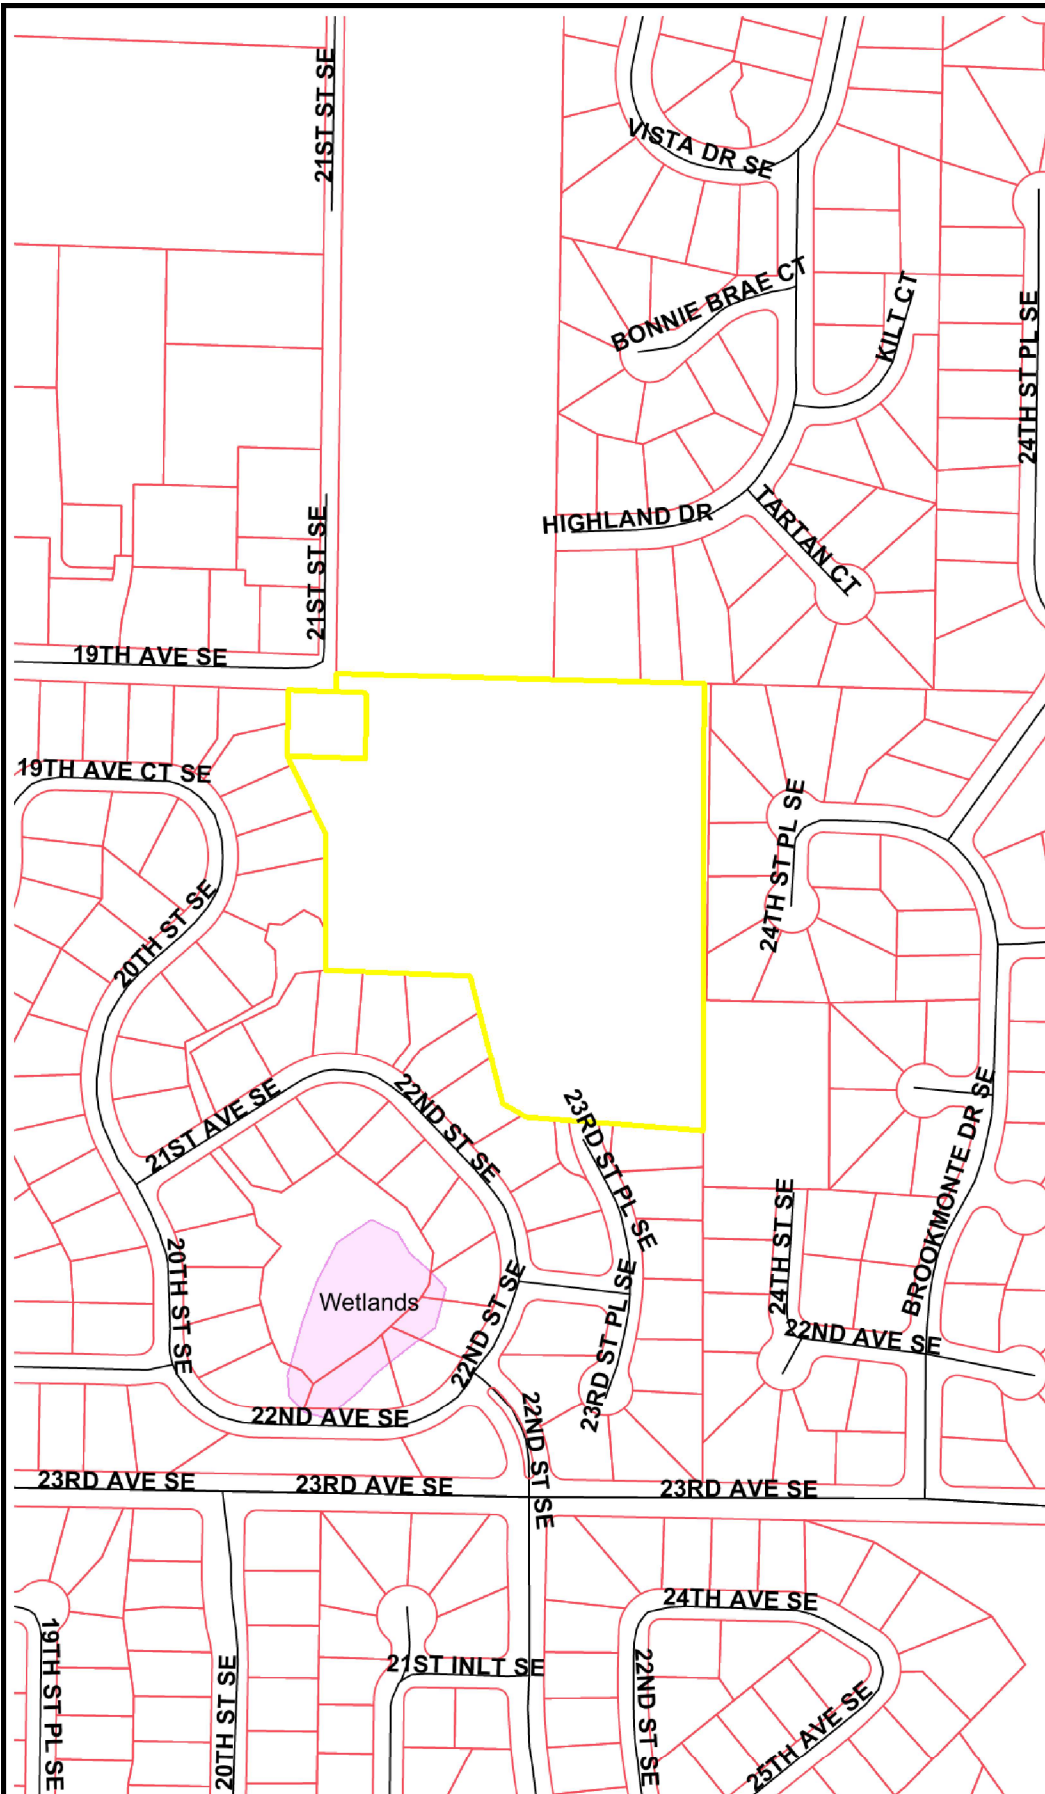 21ST ST SE
VISTA DR SE
BONNIE BRAE CT
KILT CT
24TH ST PL SE
HIGHLAND DR
TARTAN CT
21ST ST SE
19TH AVE SE
19TH AVE CT SE
24TH ST PL SE
20TH ST SE
21ST AVE SE
22ND ST SE
23RD ST PL SE
BROOKMONTE DR SE
24TH ST SE
20TH ST SE
Wetlands
22ND ST SE
23RD ST PL SE
22ND AVE SE
22ND AVE SE
22ND ST SE
23RD AVE SE
23RD AVE SE
23RD AVE SE
24TH AVE SE
19TH ST PL SE
20TH ST SE
21ST INLT SE
22ND ST SE
25TH AVE SE